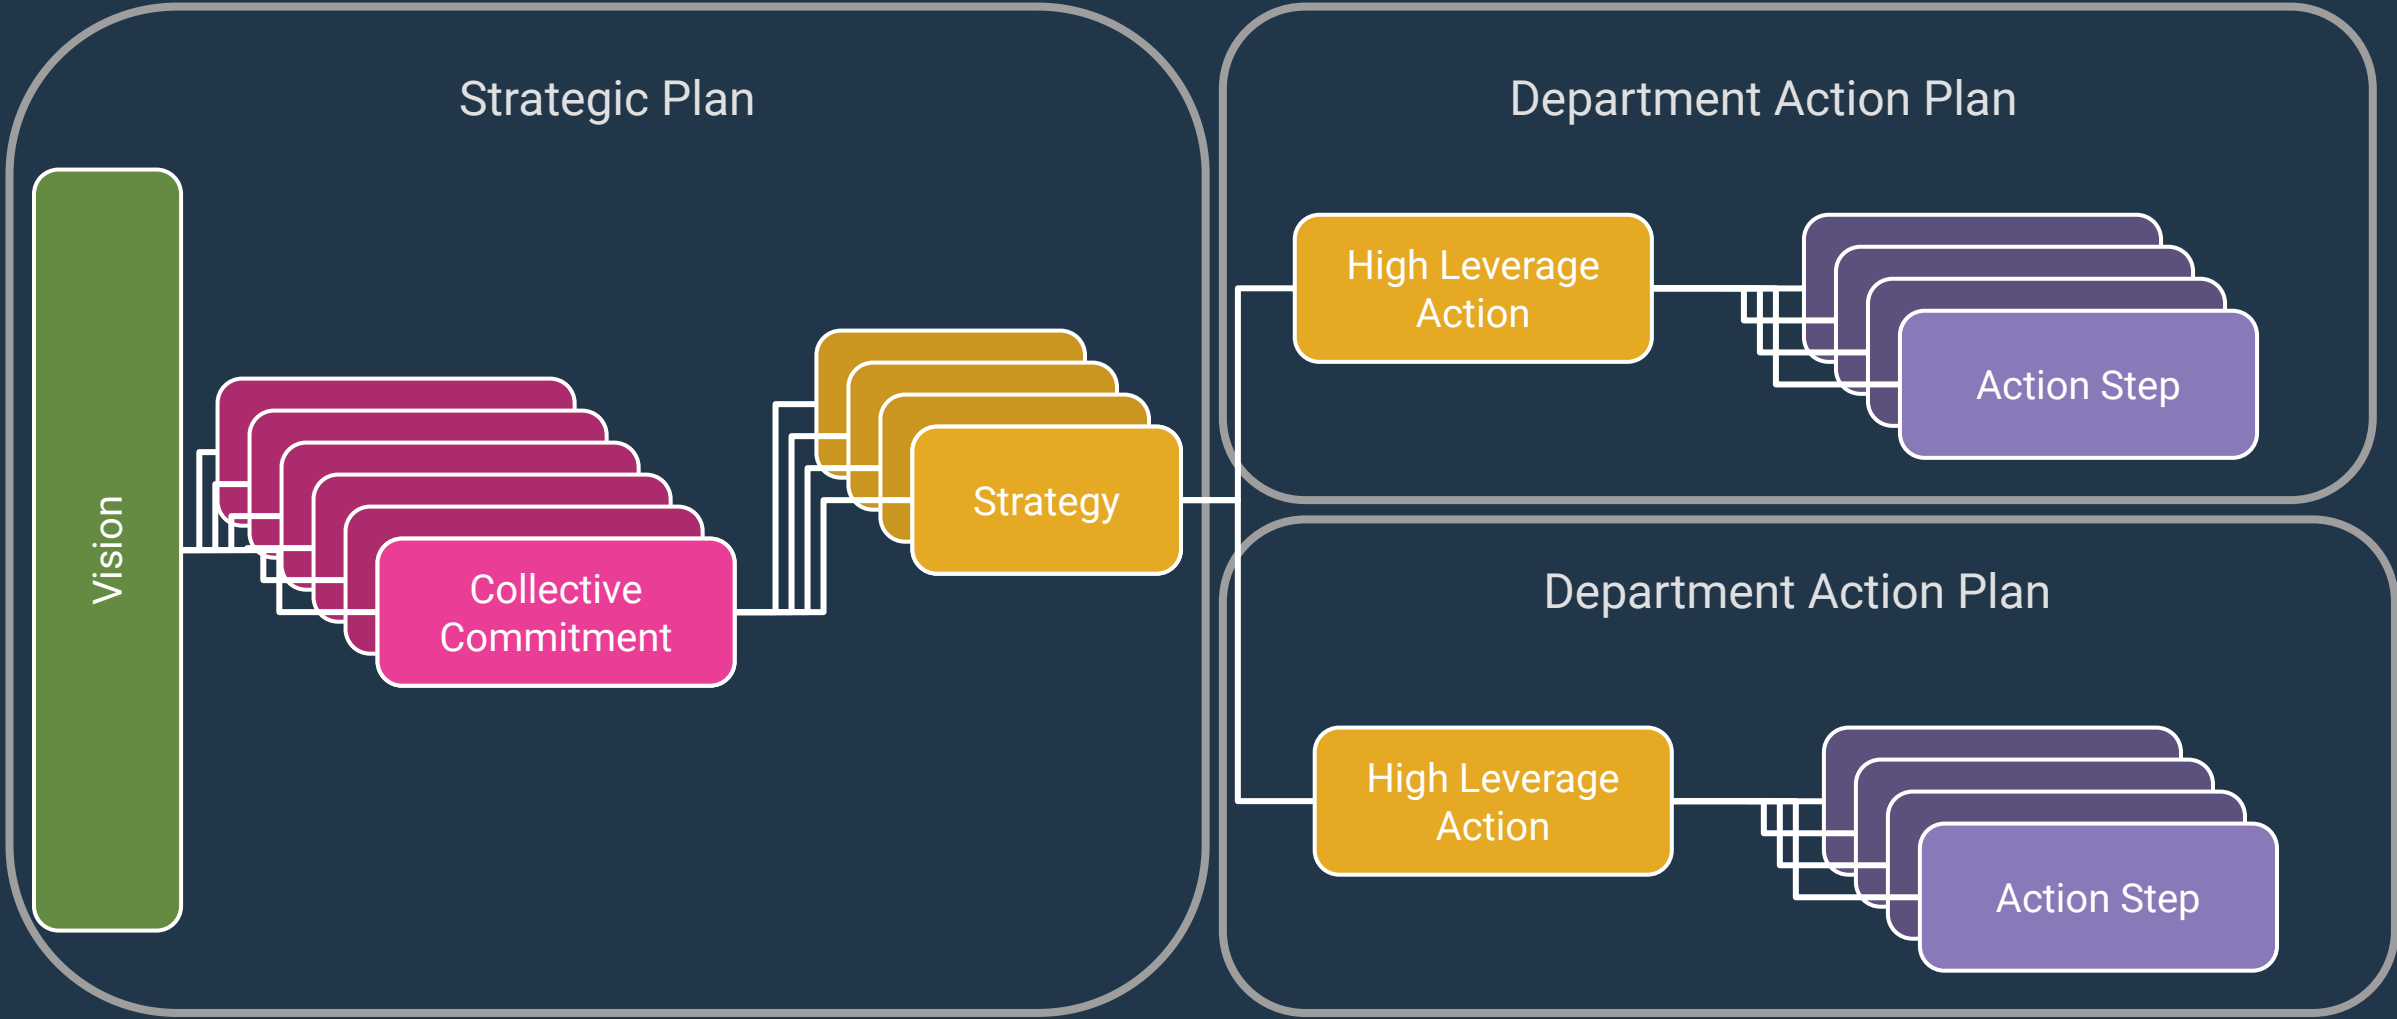 Strategic Plan
Vision
Collective
Commitment
Strategy
Department Action Plan
High Leverage
Action
Action Step
Department Action Plan
High Leverage
Action
Action Step